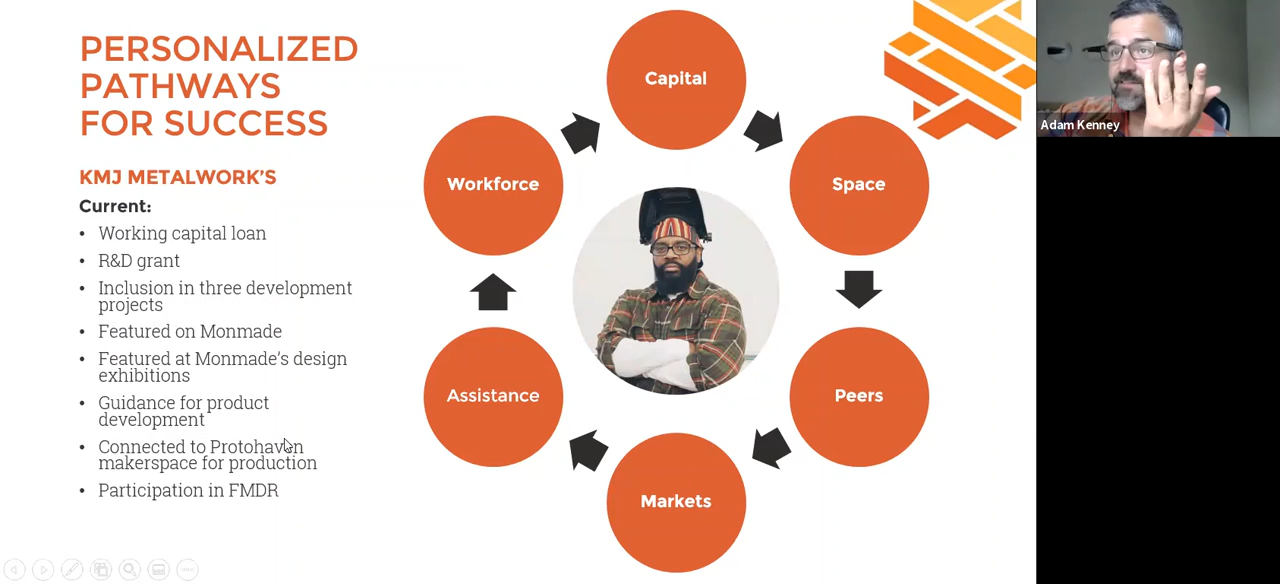 PERSONALIZED
PATHWAYS
FOR SUCCESS
KMJ METALWORK'S
Current:
• Working capital loan
• R&D grant
• Inclusion in three development
projects
• Featured on Monmade
• Featured at Monmade's design
exhibitions
• Guidance for product
development
• Connected to Protohaven
makerspace for production
• Participation in FMDR
Capital
Space
Peers
Markets
Assistance
Workforce
Adam Kenney